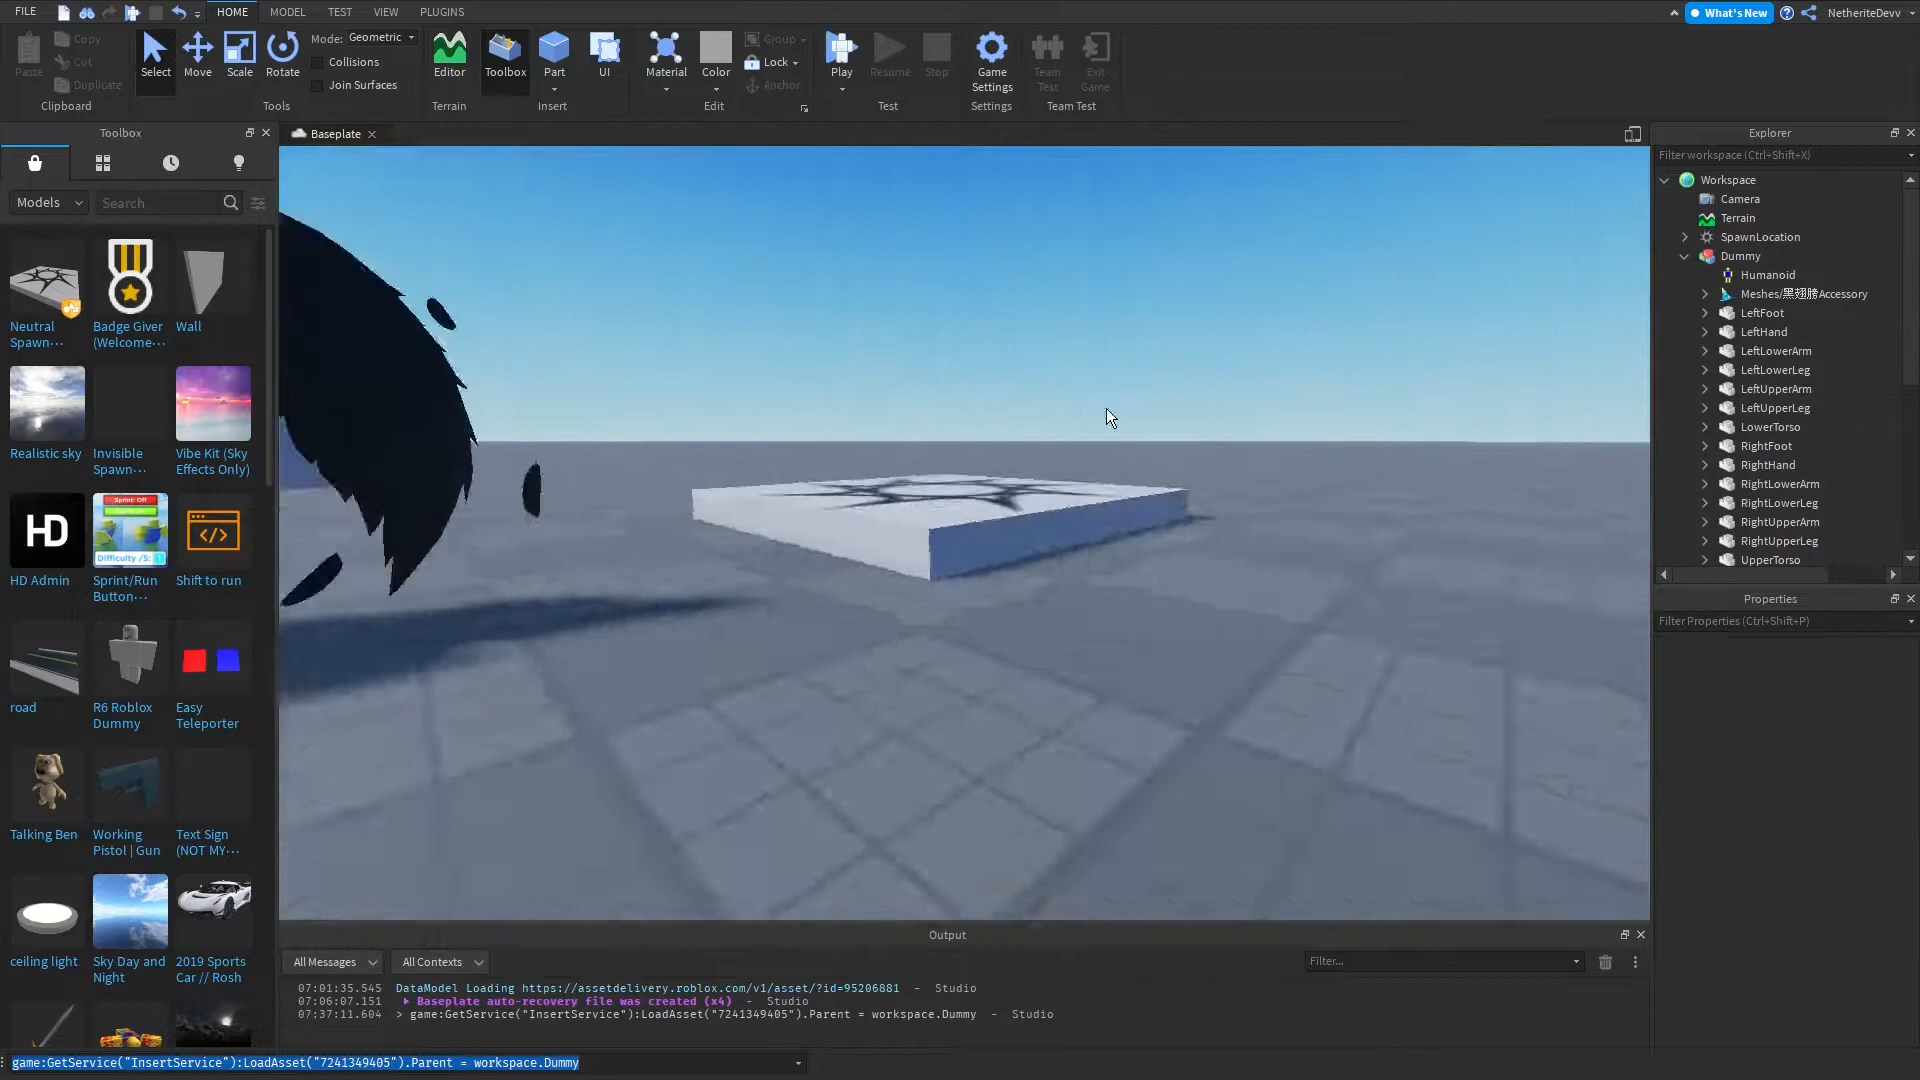 FILE HOME MODEL TEST VIEW PLUGINS What's New NetheriteDevv
Paste Copy Cut Duplicate
Clipboard
Select Move Scale Rotate
Mode: Geometric
Collisions
Join Surfaces
Tools
Editor
Terrain
Toolbox Part UI
Insert
Material Color Group Lock Anchor
Edit
Play Resume Stop
Test
Game Settings
Settings
Team Test Exit Game
Team Test
Toolbox
Models Search
Neutral Spawn…
Badge Giver (Welcome…
Wall
Realistic sky
Invisible Spawn…
Vibe Kit (Sky Effects Only)
HD
HD Admin
Sprint: Off
Difficulty /5: 1
Sprint/Run Button…
Shift to run
road
R6 Roblox Dummy
Easy Teleporter
Talking Ben
Working Pistol | Gun
Text Sign (NOT MY…
ceiling light
Sky Day and Night
2019 Sports Car // Rosh
Baseplate
Explorer
Filter workspace (Ctrl+Shift+X)
Workspace
Camera
Terrain
SpawnLocation
Dummy
Humanoid
Meshes/黑翅膀Accessory
LeftFoot
LeftHand
LeftLowerArm
LeftLowerLeg
LeftUpperArm
LeftUpperLeg
LowerTorso
RightFoot
RightHand
RightLowerArm
RightLowerLeg
RightUpperArm
RightUpperLeg
UpperTorso
Properties
Filter Properties (Ctrl+Shift+P)
Output
All Messages All Contexts Filter...
07:01:35.545 DataModel Loading https://assetdelivery.roblox.com/v1/asset/?id=95206881 - Studio
07:06:07.151 Baseplate auto-recovery file was created (x4) - Studio
07:37:11.604 > game:GetService("InsertService"):LoadAsset("7241349405").Parent = workspace.Dummy - Studio
game:GetService("InsertService"):LoadAsset("7241349405").Parent = workspace.Dummy